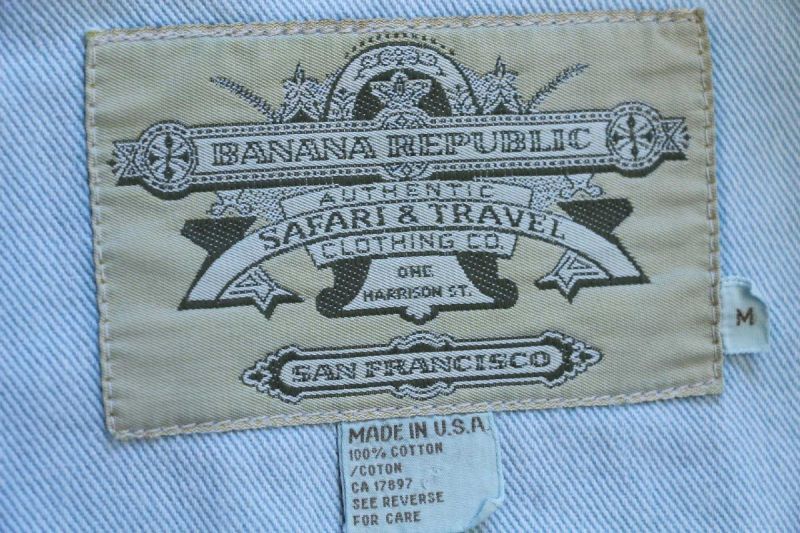 BANANA REPUBLIC
AUTHENTIC
SAFARI & TRAVEL
CLOTHING CO.
ONE
HARRISON ST.
SAN FRANCISCO
M
MADE IN U.S.A.
100% COTTON
/COTON
CA 17897
SEE REVERSE
FOR CARE